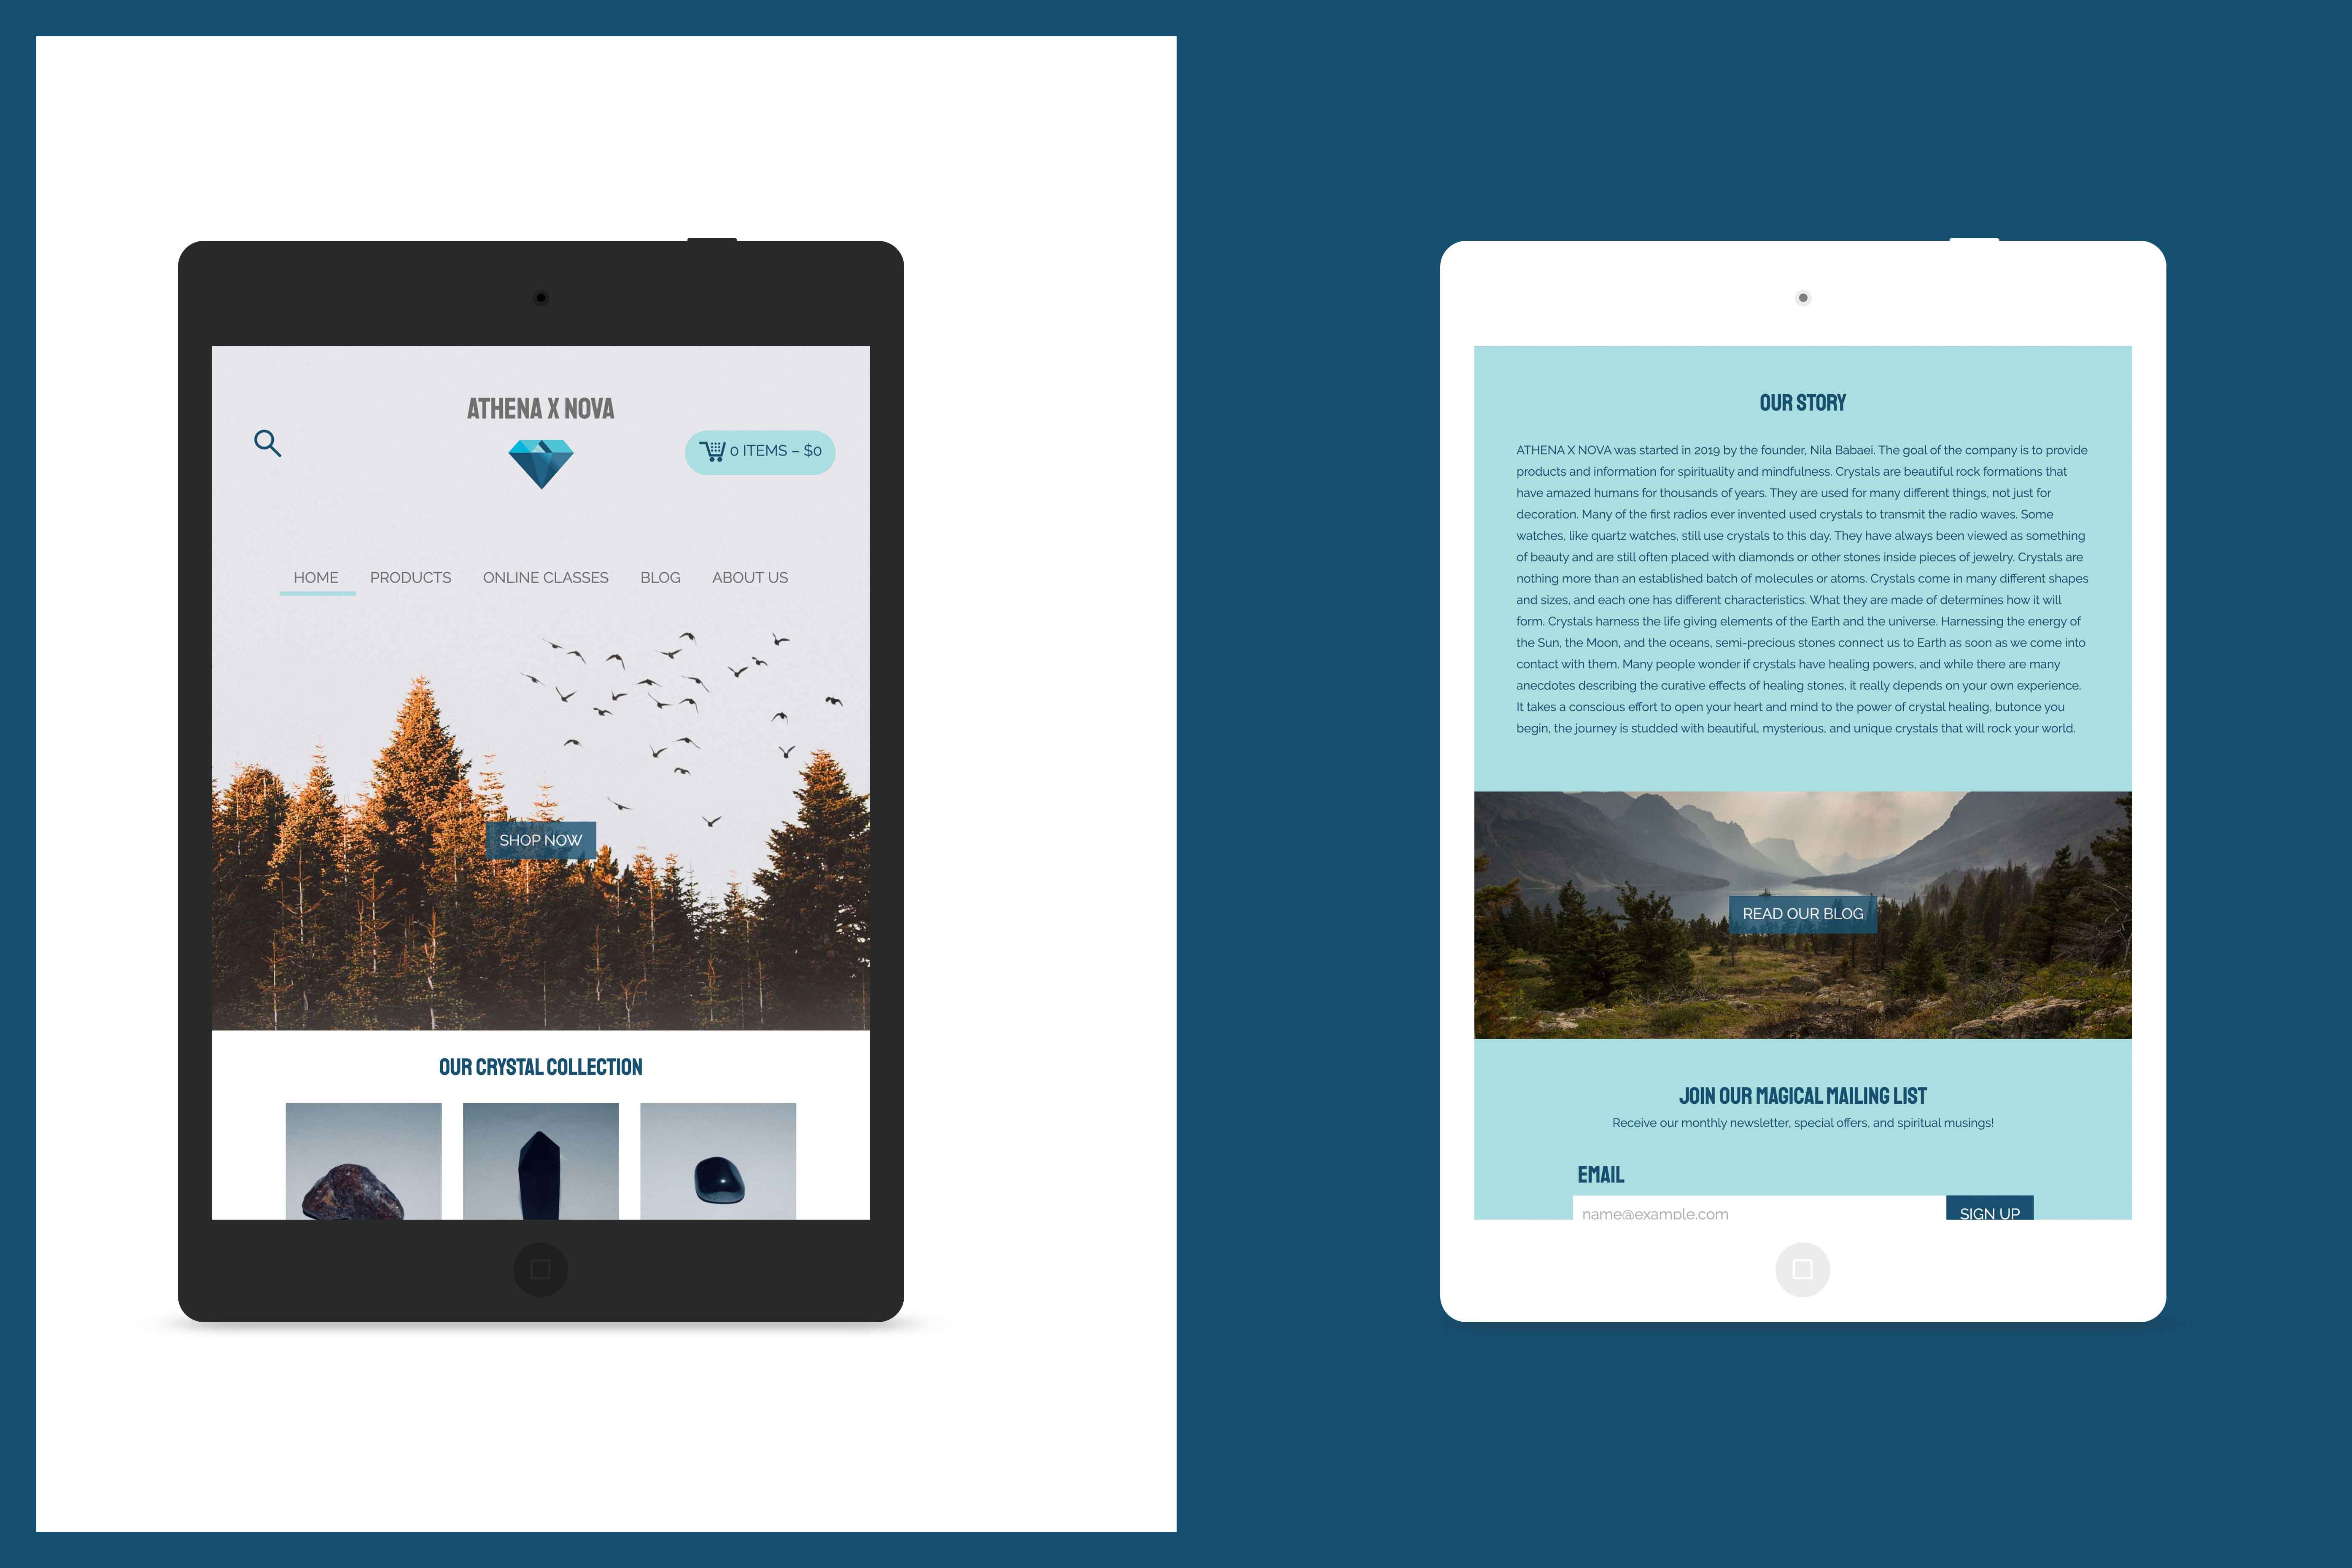 ATHENA X NOVA
0 ITEMS – $0
HOME PRODUCTS ONLINE CLASSES BLOG ABOUT US
SHOP NOW
OUR CRYSTAL COLLECTION
OUR STORY
ATHENA X NOVA was started in 2019 by the founder, Nila Babaei. The goal of the company is to provide
products and information for spirituality and mindfulness. Crystals are beautiful rock formations that
have amazed humans for thousands of years. They are used for many different things, not just for
decoration. Many of the first radios ever invented used crystals to transmit the radio waves. Some
watches, like quartz watches, still use crystals to this day. They have always been viewed as something
of beauty and are still often placed with diamonds or other stones inside pieces of jewelry. Crystals are
nothing more than an established batch of molecules or atoms. Crystals come in many different shapes
and sizes, and each one has different characteristics. What they are made of determines how it will
form. Crystals harness the life giving elements of the Earth and the universe. Harnessing the energy of
the Sun, the Moon, and the oceans, semi-precious stones connect us to Earth as soon as we come into
contact with them. Many people wonder if crystals have healing powers, and while there are many
anecdotes describing the curative effects of healing stones, it really depends on your own experience.
It takes a conscious effort to open your heart and mind to the power of crystal healing, butonce you
begin, the journey is studded with beautiful, mysterious, and unique crystals that will rock your world.
READ OUR BLOG
JOIN OUR MAGICAL MAILING LIST
Receive our monthly newsletter, special offers, and spiritual musings!
EMAIL
name@example.com SIGN UP